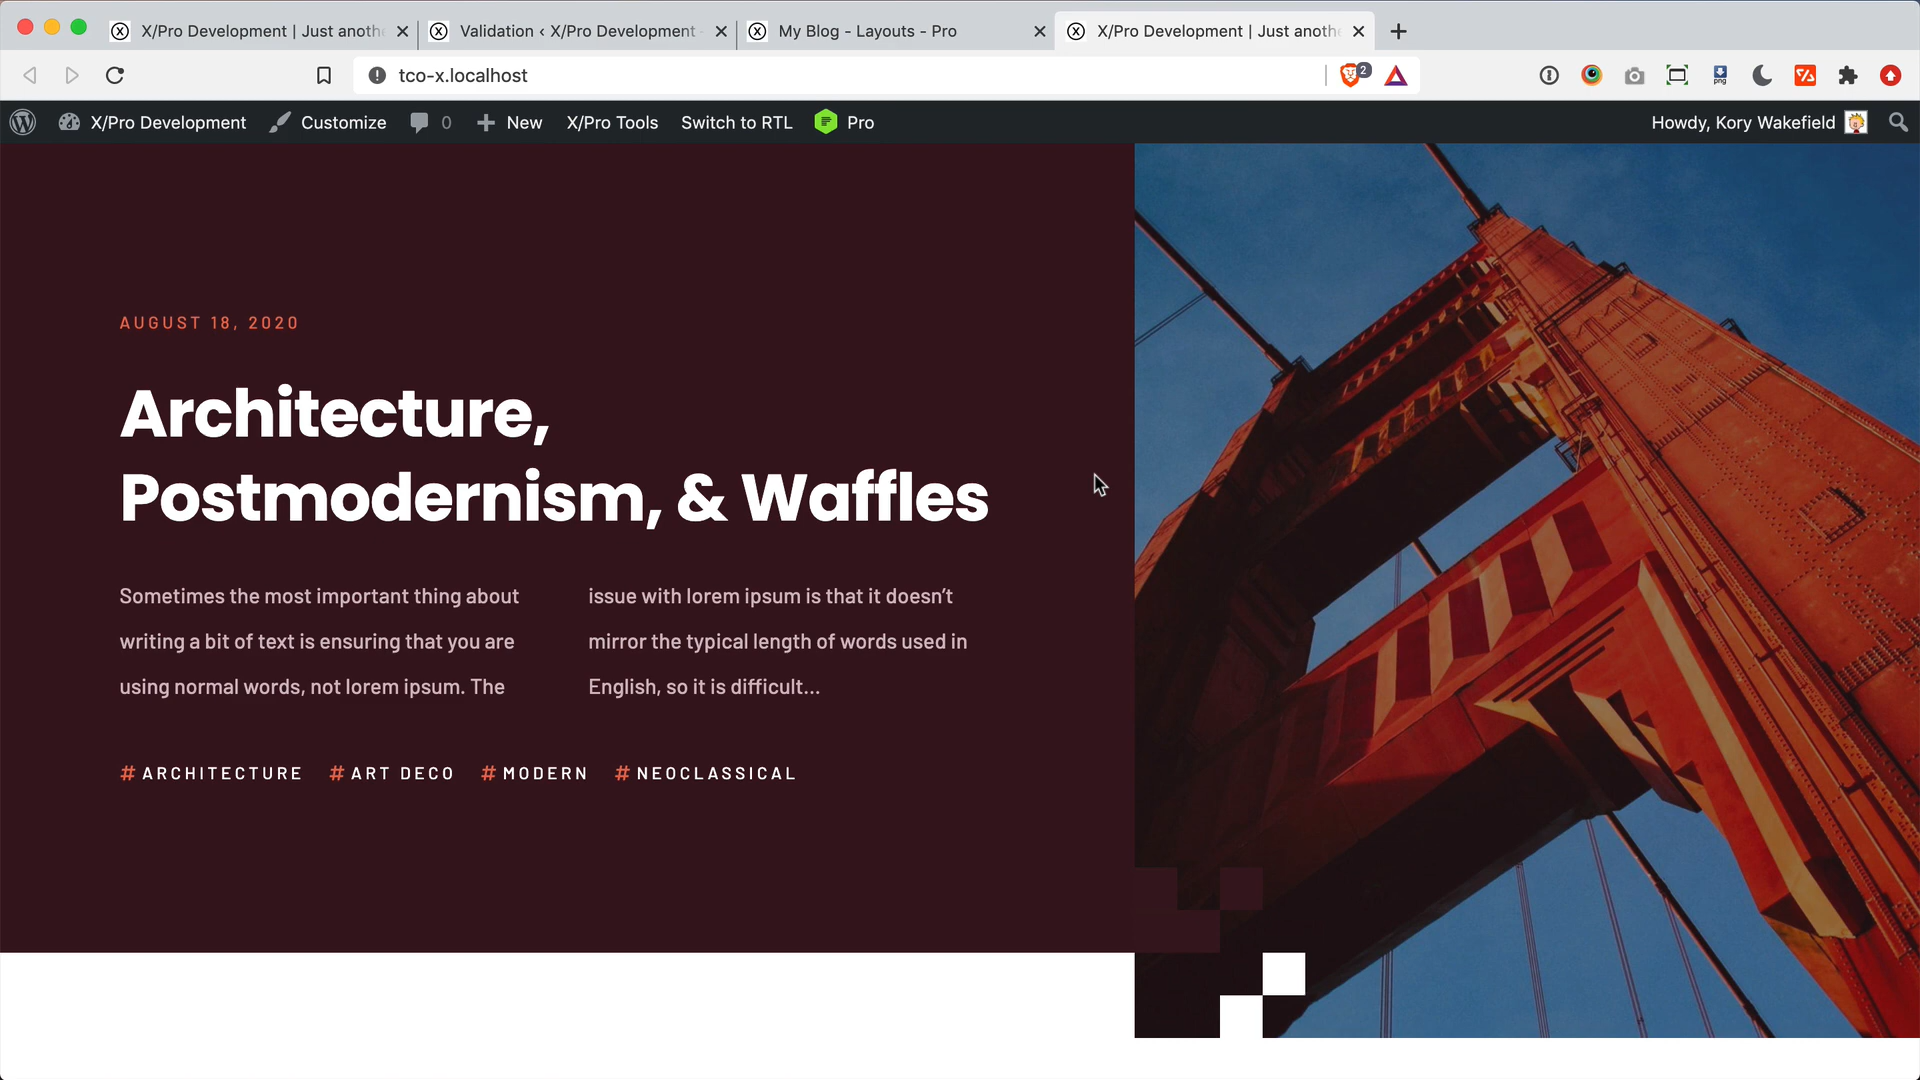 X/Pro Development | Just anoth
Validation ‹ X/Pro Development
My Blog - Layouts - Pro
X/Pro Development | Just anoth
tco-x.localhost
2
png
X/Pro Development
Customize
0
New
X/Pro Tools
Switch to RTL
Pro
Howdy, Kory Wakefield
AUGUST 18, 2020
Architecture,
Postmodernism, & Waffles
Sometimes the most important thing about
writing a bit of text is ensuring that you are
using normal words, not lorem ipsum. The
issue with lorem ipsum is that it doesn’t
mirror the typical length of words used in
English, so it is difficult...
# ARCHITECTURE # ART DECO # MODERN # NEOCLASSICAL